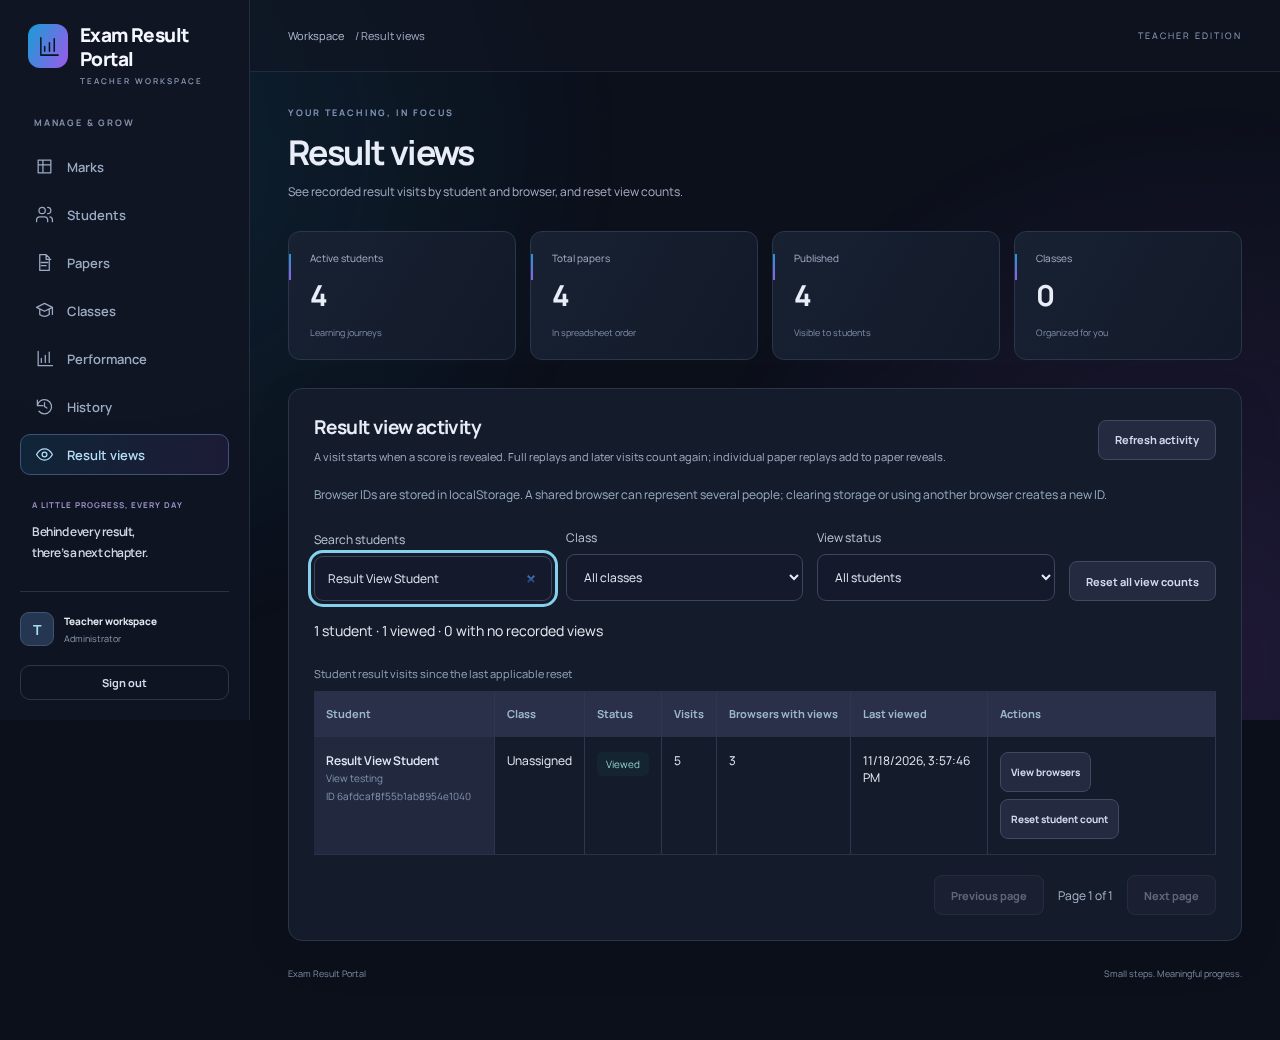 Exam Result
Portal
TEACHER WORKSPACE
MANAGE & GROW
Marks
Students
Papers
Classes
Performance
History
Result views
A LITTLE PROGRESS, EVERY DAY
Behind every result,
there's a next chapter.
T
Teacher workspace
Administrator
Sign out
Workspace / Result views
TEACHER EDITION
YOUR TEACHING, IN FOCUS
Result views
See recorded result visits by student and browser, and reset view counts.
Active students
4
Learning journeys
Total papers
4
In spreadsheet order
Published
4
Visible to students
Classes
0
Organized for you
Result view activity
A visit starts when a score is revealed. Full replays and later visits count again; individual paper replays add to paper reveals.
Refresh activity
Browser IDs are stored in localStorage. A shared browser can represent several people; clearing storage or using another browser creates a new ID.
Search students
Result View Student
Class
All classes
View status
All students
Reset all view counts
1 student · 1 viewed · 0 with no recorded views
Student result visits since the last applicable reset
Student Class Status Visits Browsers with views Last viewed Actions
Result View Student
View testing
ID 6afdcaf8f55b1ab8954e1040
Unassigned
Viewed
5
3
11/18/2026, 3:57:46
PM
View browsers
Reset student count
Previous page
Page 1 of 1
Next page
Exam Result Portal
Small steps. Meaningful progress.